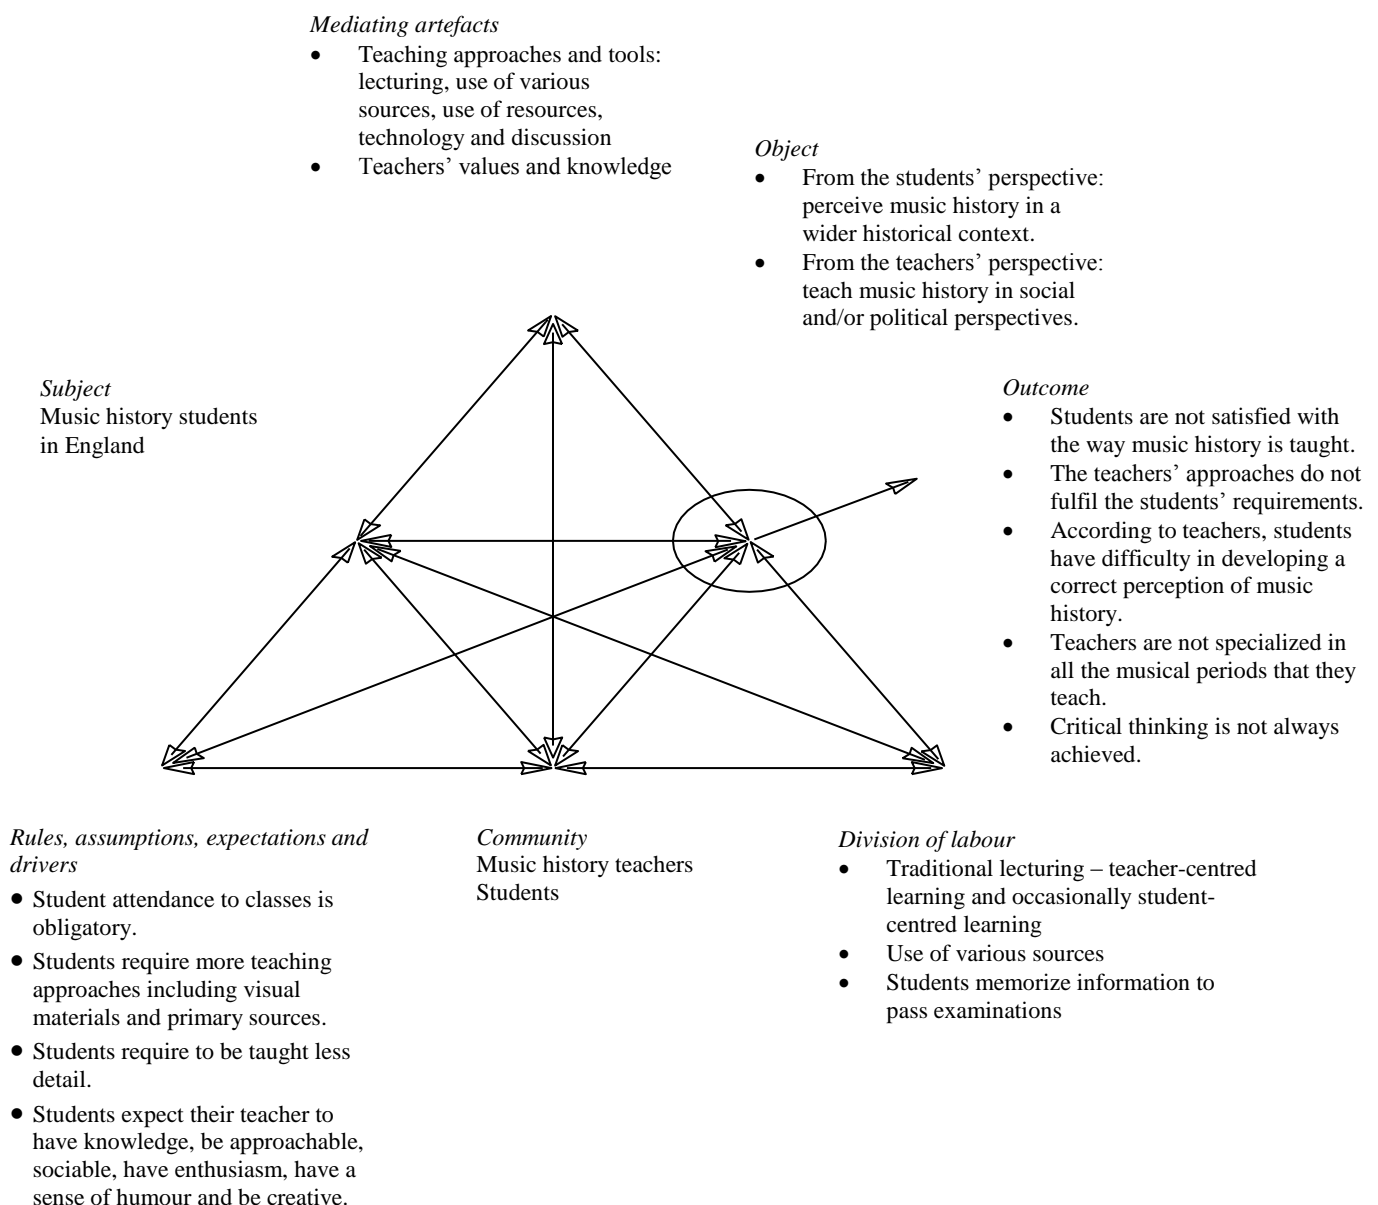 Mediating artefacts
• Teaching approaches and tools:
lecturing, use of various
sources, use of resources,
technology and discussion
• Teachers’ values and knowledge
Object
• From the students’ perspective:
perceive music history in a
wider historical context.
• From the teachers’ perspective:
teach music history in social
and/or political perspectives.
Subject
Music history students
in England
Outcome
• Students are not satisfied with
the way music history is taught.
• The teachers’ approaches do not
fulfil the students’ requirements.
• According to teachers, students
have difficulty in developing a
correct perception of music
history.
• Teachers are not specialized in
all the musical periods that they
teach.
• Critical thinking is not always
achieved.
Rules, assumptions, expectations and
drivers
• Student attendance to classes is
obligatory.
• Students require more teaching
approaches including visual
materials and primary sources.
• Students require to be taught less
detail.
• Students expect their teacher to
have knowledge, be approachable,
sociable, have enthusiasm, have a
sense of humour and be creative.
Community
Music history teachers
Students
Division of labour
• Traditional lecturing – teacher-centred
learning and occasionally student-
centred learning
• Use of various sources
• Students memorize information to
pass examinations